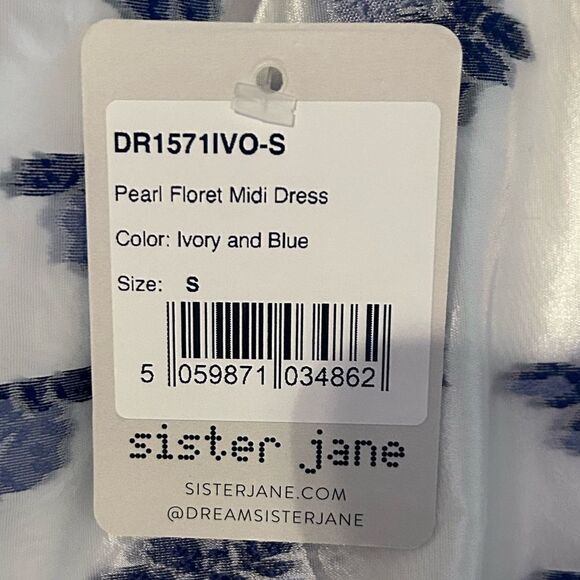 DR1571IVO-S
Pearl Floret Midi Dress
Color: Ivory and Blue
Size: S
5 059871 034862
sister jane
SISTERJANE.COM
@DREAMSISTERJANE